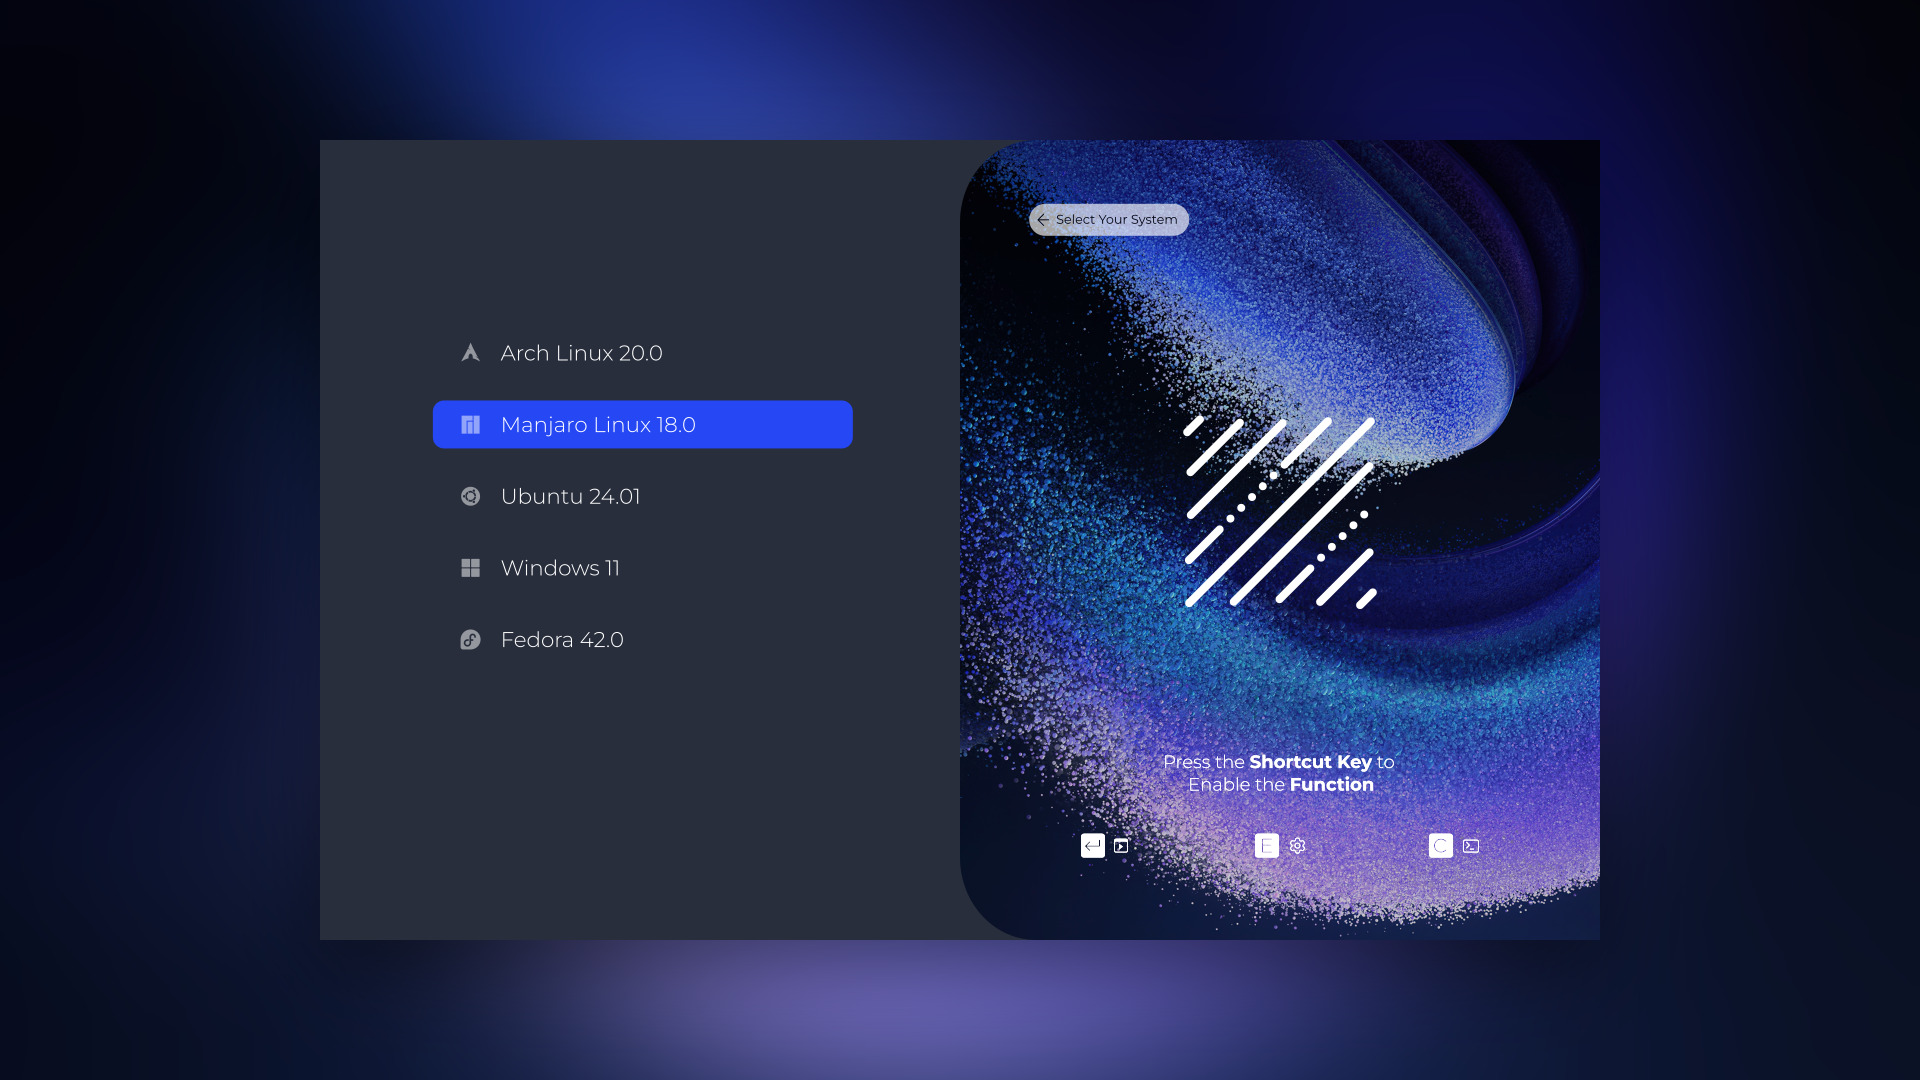 Select Your System
Arch Linux 20.0
Manjaro Linux 18.0
Ubuntu 24.01
Windows 11
Fedora 42.0
Press the Shortcut Key to
Enable the Function
E
C